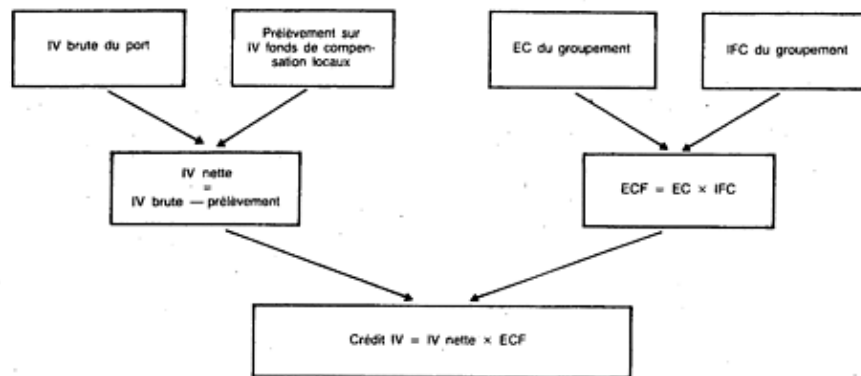 IV brute du port
Prélèvement sur
IV fonds de compen-
sation locaux
EC du groupement
IFC du groupement
IV nette
=
IV brute — prélèvement
ECF = EC × IFC
Crédit IV = IV nette × ECF